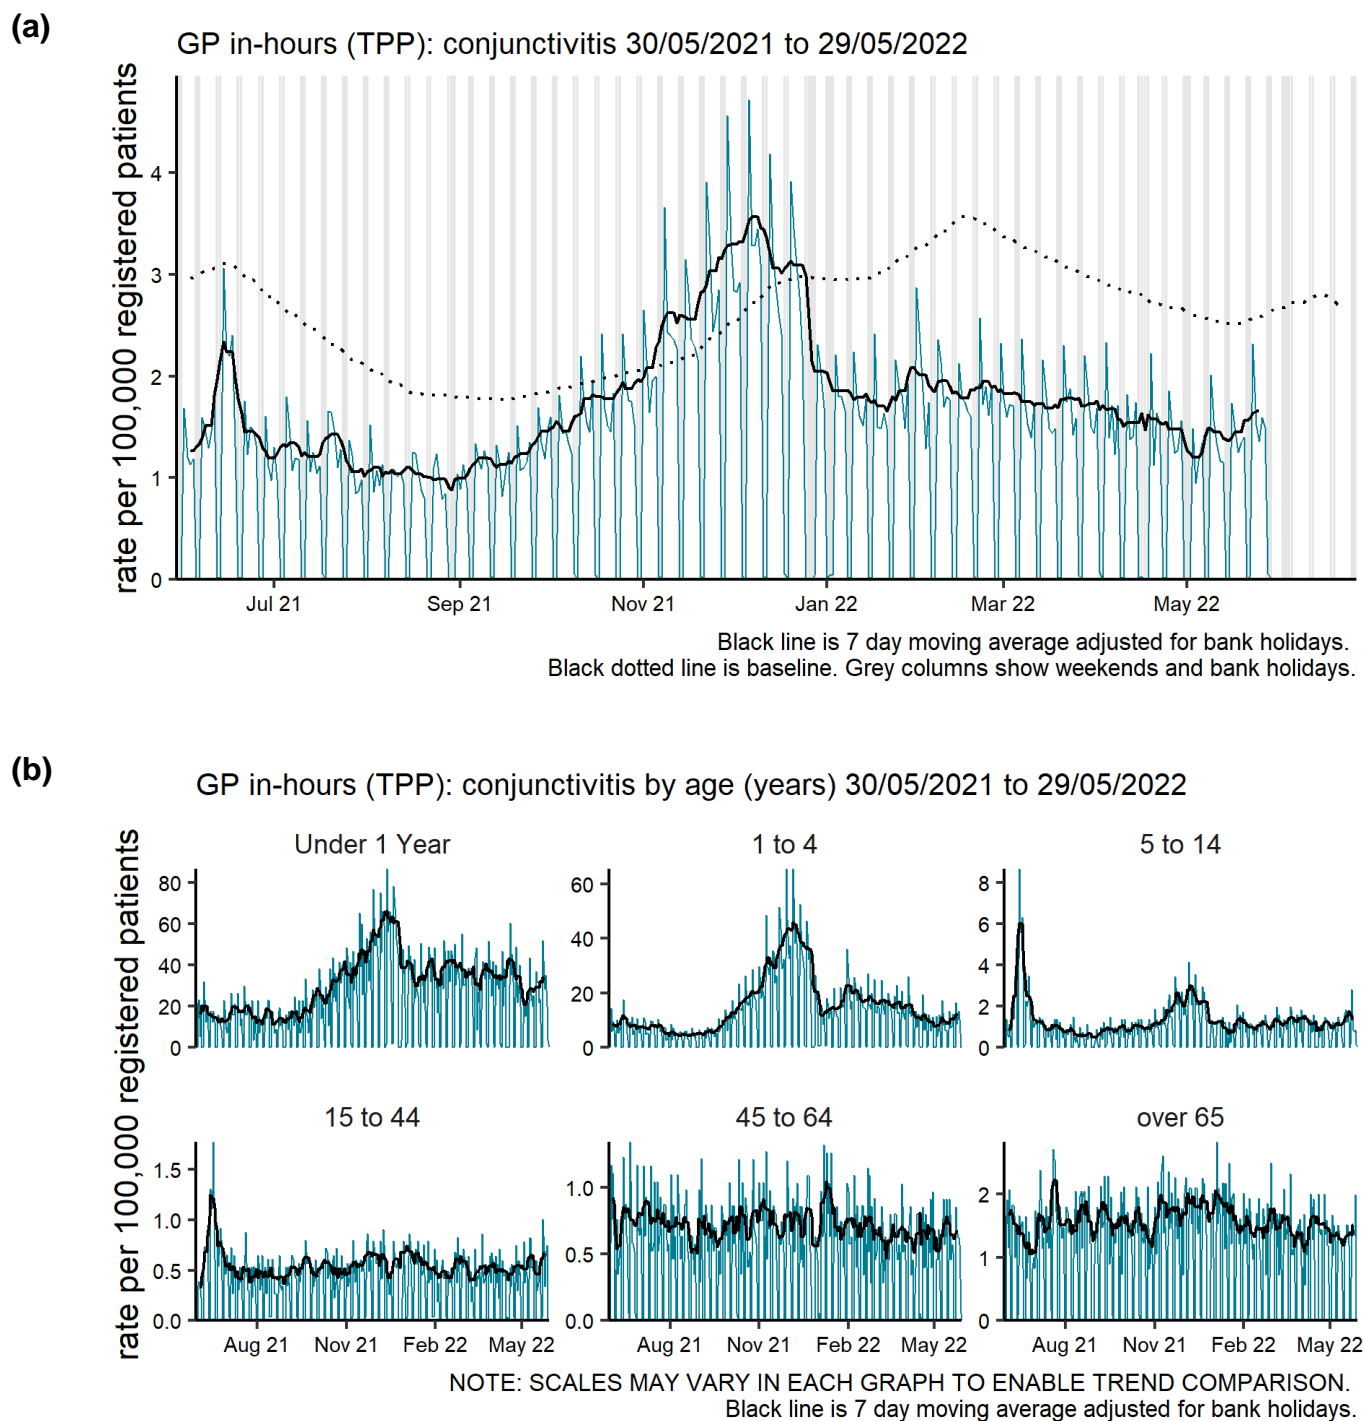 (a)
GP in-hours (TPP): conjunctivitis 30/05/2021 to 29/05/2022
rate per 100,000 registered patients
4
3
2
1
0
Jul 21 Sep 21 Nov 21 Jan 22 Mar 22 May 22
Black line is 7 day moving average adjusted for bank holidays.
Black dotted line is baseline. Grey columns show weekends and bank holidays.
(b)
GP in-hours (TPP): conjunctivitis by age (years) 30/05/2021 to 29/05/2022
rate per 100,000 registered patients
Under 1 Year 1 to 4 5 to 14
80
60
40
20
0
60
40
20
0
8
6
4
2
0
15 to 44 45 to 64 over 65
1.5
1.0
0.5
0.0
1.0
0.5
0.0
2
1
0
Aug 21 Nov 21 Feb 22 May 22 Aug 21 Nov 21 Feb 22 May 22 Aug 21 Nov 21 Feb 22 May 22
NOTE: SCALES MAY VARY IN EACH GRAPH TO ENABLE TREND COMPARISON.
Black line is 7 day moving average adjusted for bank holidays.